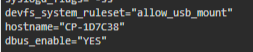 devfs_system_ruleset="allow_usb_mount"
hostname="CP-1D7C38"
dbus_enable="YES"